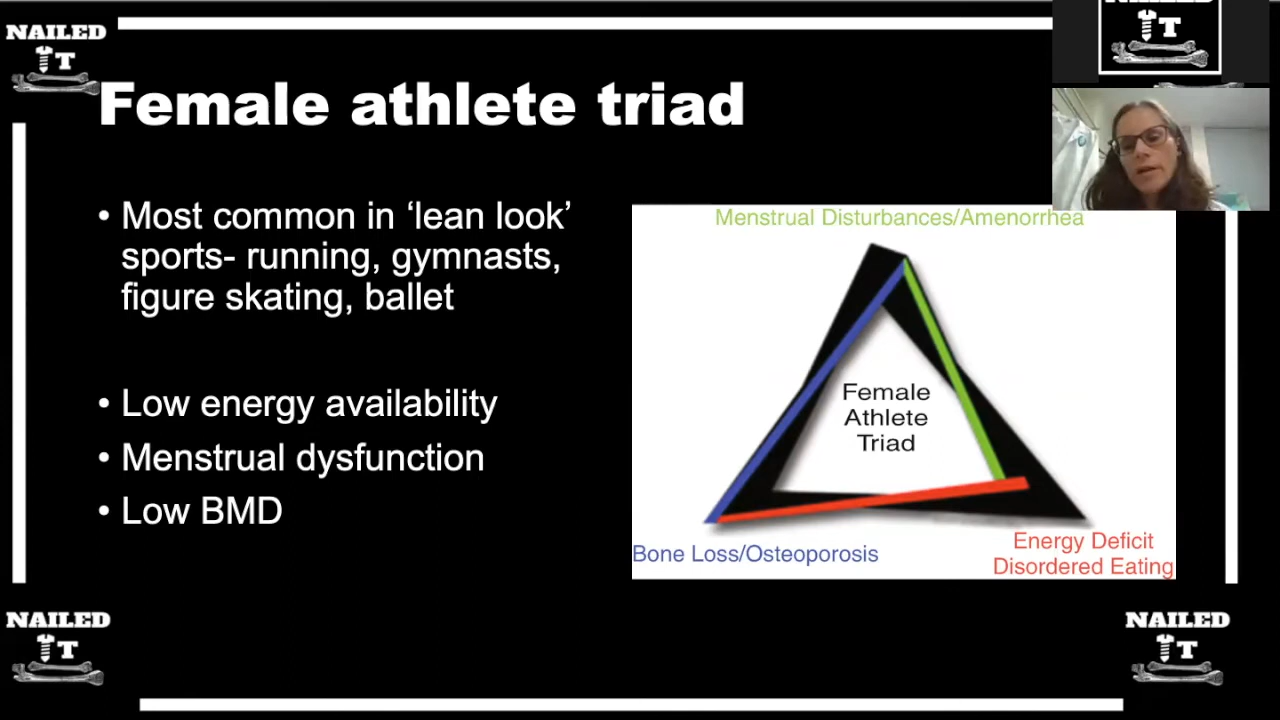 NAILED
IT
NAILED
IT
Female athlete triad
• Most common in ‘lean look’
sports- running, gymnasts,
figure skating, ballet
• Low energy availability
• Menstrual dysfunction
• Low BMD
Menstrual Disturbances/Amenorrhea
Female
Athlete
Triad
Bone Loss/Osteoporosis
Energy Deficit
Disordered Eating
NAILED
IT
NAILED
IT